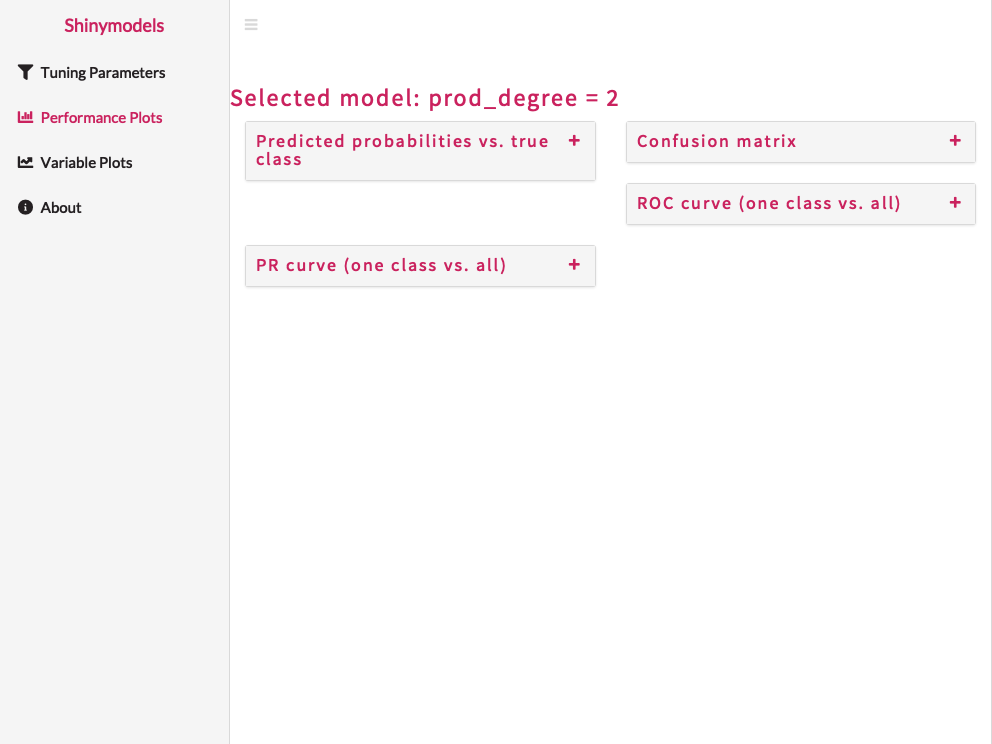 Shinymodels
Tuning Parameters
Performance Plots
Variable Plots
About
Selected model: prod_degree = 2
Predicted probabilities vs. true
class
Confusion matrix
ROC curve (one class vs. all)
PR curve (one class vs. all)